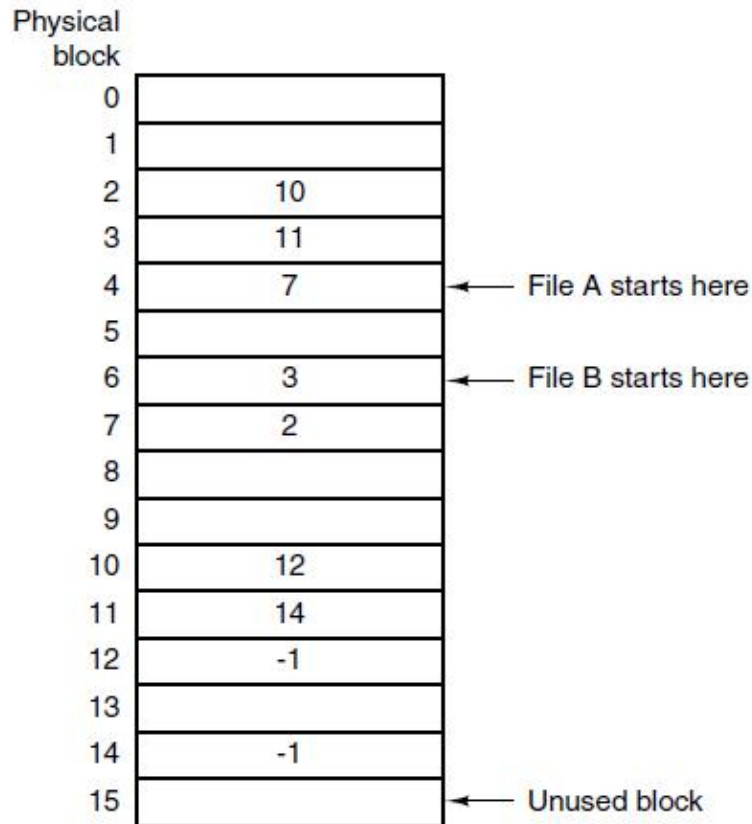 Physical
block
0
1
2 10
3 11
4 7 File A starts here
5
6 3 File B starts here
7 2
8
9
10 12
11 14
12 -1
13
14 -1
15 Unused block